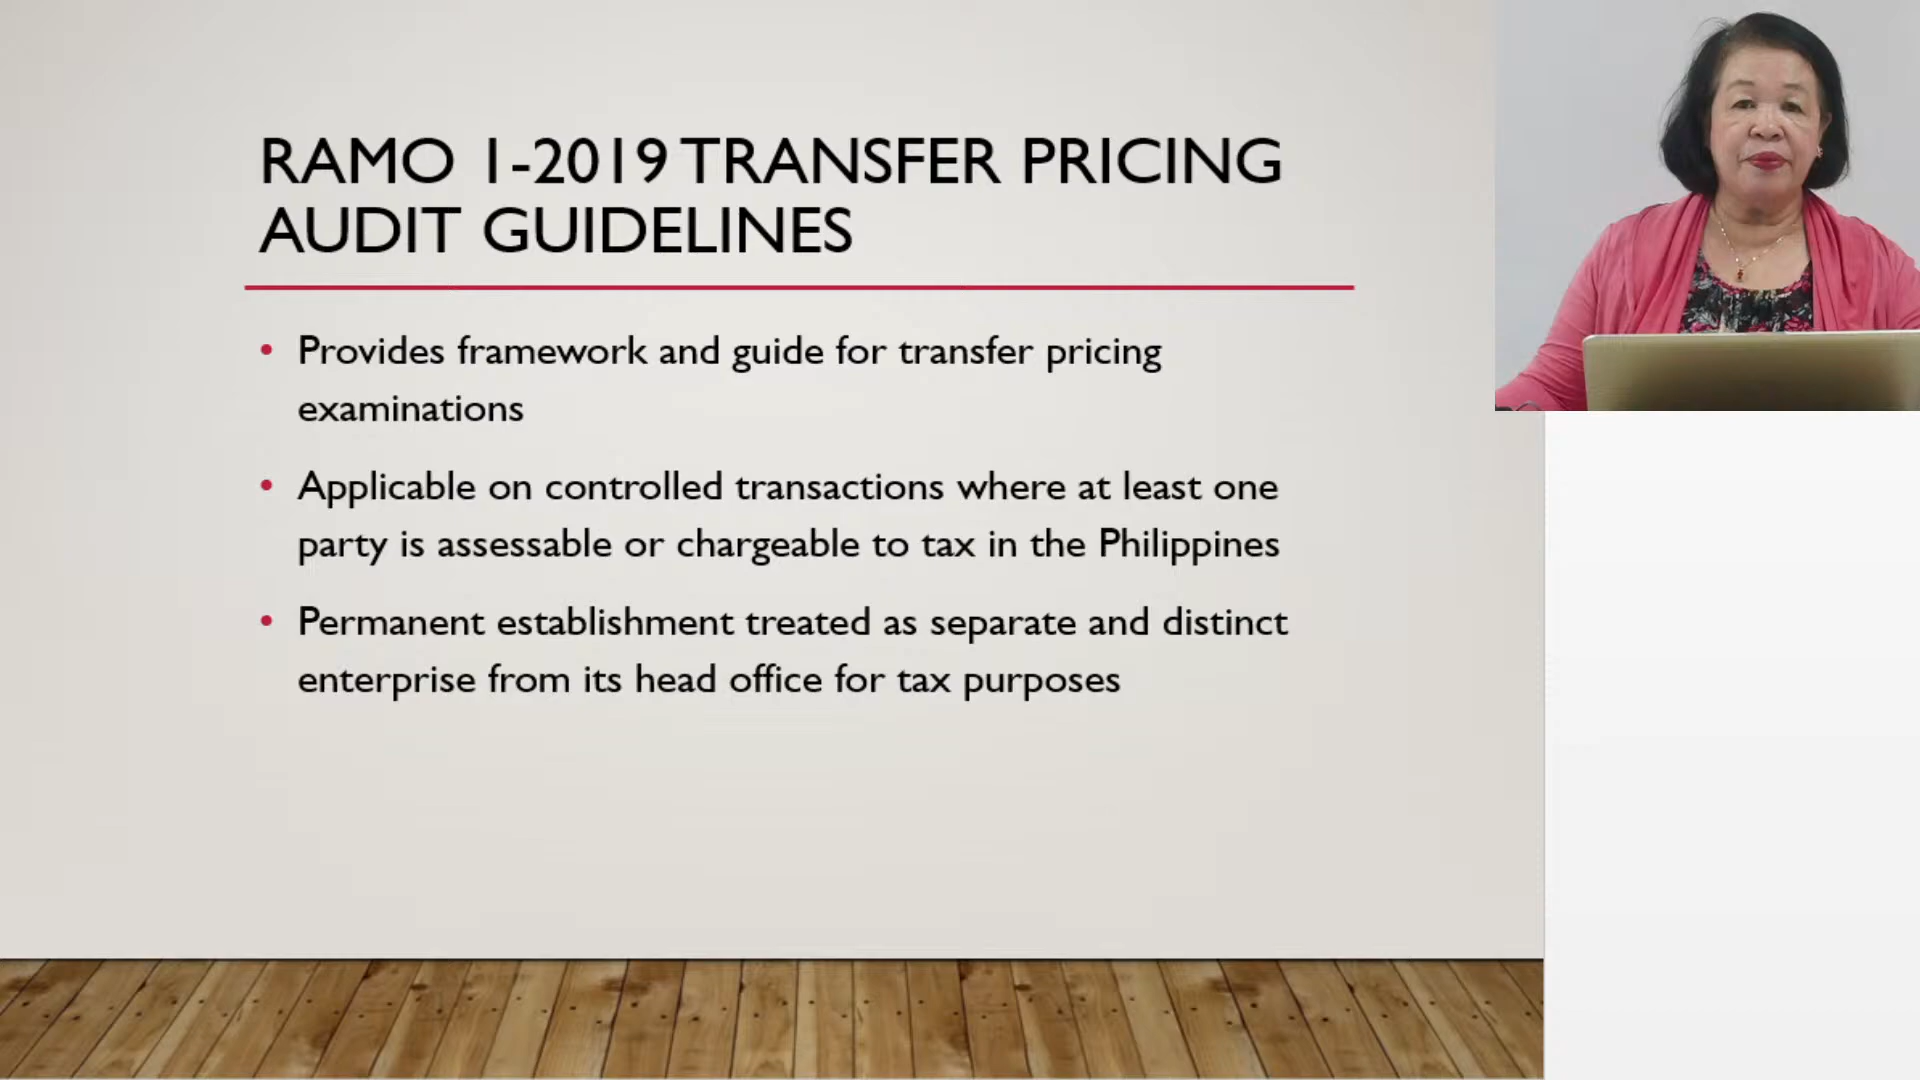 RAMO 1-2019 TRANSFER PRICING
AUDIT GUIDELINES
• Provides framework and guide for transfer pricing
examinations
• Applicable on controlled transactions where at least one
party is assessable or chargeable to tax in the Philippines
• Permanent establishment treated as separate and distinct
enterprise from its head office for tax purposes